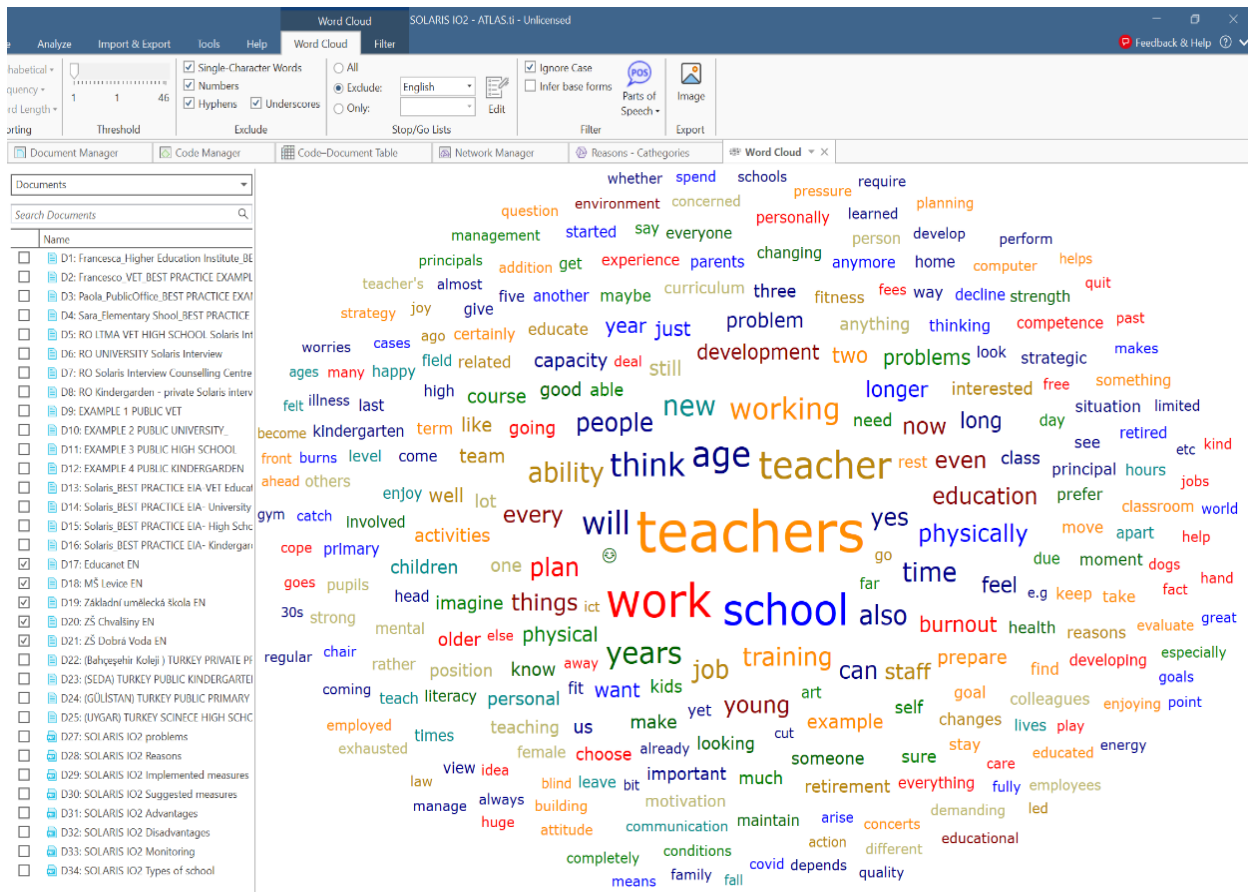 Word Cloud
SOLARIS IO2 - ATLAS.ti - Unlicensed
Analyze Import & Export Tools Help Word Cloud Filter
Feedback & Help
Single-Character Words
Numbers
Hyphens Underscores
Exclude
1 1 46
Threshold
All
Exclude: English
Only:
Edit
Stop/Go Lists
Ignore Case
Infer base forms
POS
Parts of
Speech
Filter
Image
Export
Document Manager Code Manager Code–Document Table Network Manager Reasons - Cathegories Word Cloud
Documents
Search Documents
Name
D1: Francesca_Higher Education Institute_BE
D2: Francesco_VET_BEST PRACTICE EXAMPL
D3: Paola_PublicOffice_BEST PRACTICE EXAI
D4: Sara_Elementary Shool_BEST PRACTICE
D5: RO LTMA VET HIGH SCHOOL Solaris Int
D6: RO UNIVERSITY Solaris Interview
D7: RO Solaris Interview Counselling Centre
D8: RO Kindergarden - private Solaris interv
D9: EXAMPLE 1 PUBLIC VET
D10: EXAMPLE 2 PUBLIC UNIVERSITY_
D11: EXAMPLE 3 PUBLIC HIGH SCHOOL
D12: EXAMPLE 4 PUBLIC KINDERGARDEN
D13: Solaris_BEST PRACTICE EIA-VET Educat
D14: Solaris_BEST PRACTICE EIA- University
D15: Solaris_BEST PRACTICE EIA- High Scho
D16: Solaris_BEST PRACTICE EIA- Kindergar
D17: Educanet EN
D18: MŠ Levice EN
D19: Základní umělecká škola EN
D20: ZŠ Chvalšiny EN
D21: ZŠ Dobrá Voda EN
D22: (Bahçeşehir Koleji ) TURKEY PRIVATE PF
D23: (SEDA) TURKEY PUBLIC KINDERGARTEI
D24: (GÜLİSTAN) TURKEY PUBLIC PRIMARY
D25: (UYGAR) TURKEY SCINECE HIGH SCHC
D27: SOLARIS IO2 problems
D28: SOLARIS IO2 Reasons
D29: SOLARIS IO2 Implemented measures
D30: SOLARIS IO2 Suggested measures
D31: SOLARIS IO2 Advantages
D32: SOLARIS IO2 Disadvantages
D33: SOLARIS IO2 Monitoring
D34: SOLARIS IO2 Types of school
whether spend schools require
question environment concerned pressure planning
management started say everyone personally learned
principals addition get experience parents changing person develop perform
teacher's almost five another maybe curriculum three anymore home computer helps
strategy joy give fitness fees way decline strength quit
worries cases ago certainly educate year just problem anything thinking competence past
ages many happy field related capacity deal still development two problems look strategic makes
felt illness last high course good able longer interested free something
become kindergarten term like going people new working need now long day situation limited
front burns level come team ability think age teacher rest even class see retired etc kind
ahead others principal hours jobs
enjoy well lot education prefer
gym catch Involved activities every will teachers yes physically classroom world
cope primary children one plan go move apart help
goes pupils head far time feel due moment dogs hand
30s strong imagine things ict work school also e.g keep take fact
mental older else physical burnout health reasons evaluate great
regular chair rather position know away years job training can staff prepare find developing especially
coming teach literacy personal fit want kids art self goal colleagues goals
employed times teaching us make yet young example changes lives enjoying point
exhausted female choose already looking cut someone sure stay play educated energy
law view idea blind leave bit important much retirement everything care fully employees
manage always building motivation demanding led
huge attitude communication maintain arise concerts
completely conditions action different educational
means family fall covid depends quality